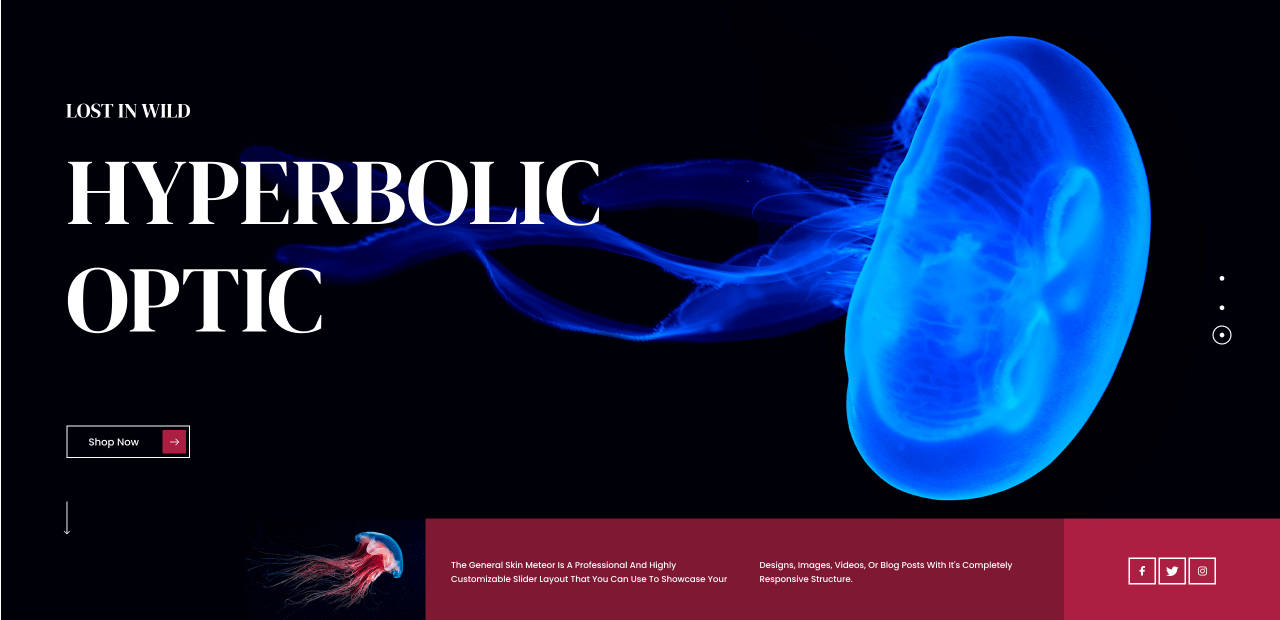 LOST IN WILD
HYPERBOLIC
OPTIC
Shop Now
The General Skin Meteor Is A Professional And Highly
Customizable Slider Layout That You Can Use To Showcase Your
Designs, Images, Videos, Or Blog Posts With It's Completely
Responsive Structure.